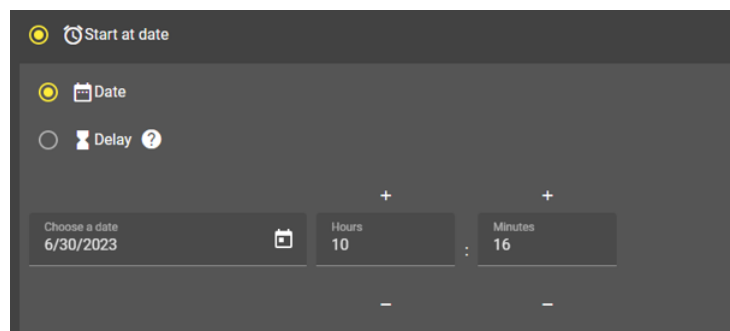 Start at date
Date
Delay ?
+ +
Choose a date Hours Minutes
6/30/2023 10 : 16
− −